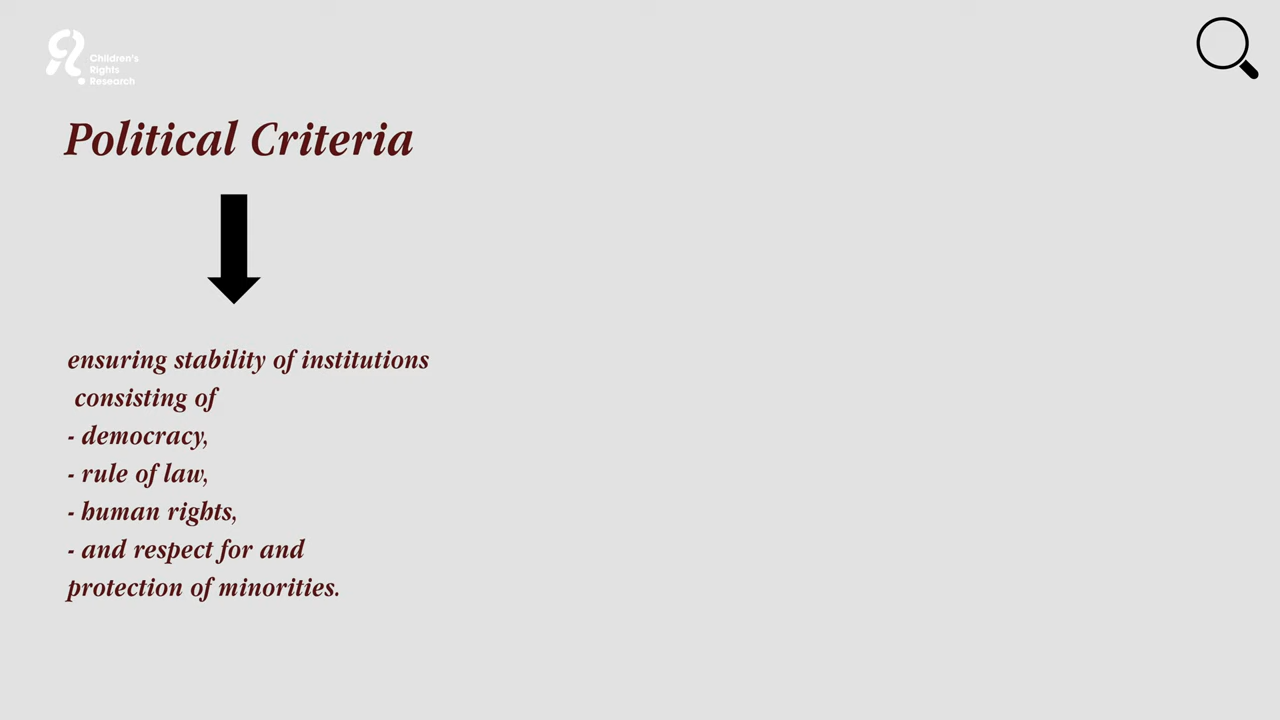 Children's
Rights
Research
Political Criteria
ensuring stability of institutions
consisting of
- democracy,
- rule of law,
- human rights,
- and respect for and
protection of minorities.